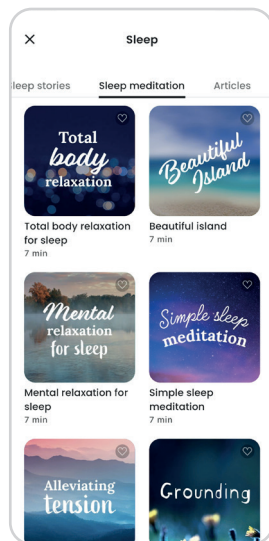 Sleep
leep stories Sleep meditation Articles
Total
body
relaxation
Beautiful
Island
Total body relaxation
for sleep
7 min
Beautiful island
7 min
Mental
relaxation
for sleep
Simple sleep
meditation
Mental relaxation for
sleep
7 min
Simple sleep
meditation
7 min
Alleviating
tension
Grounding